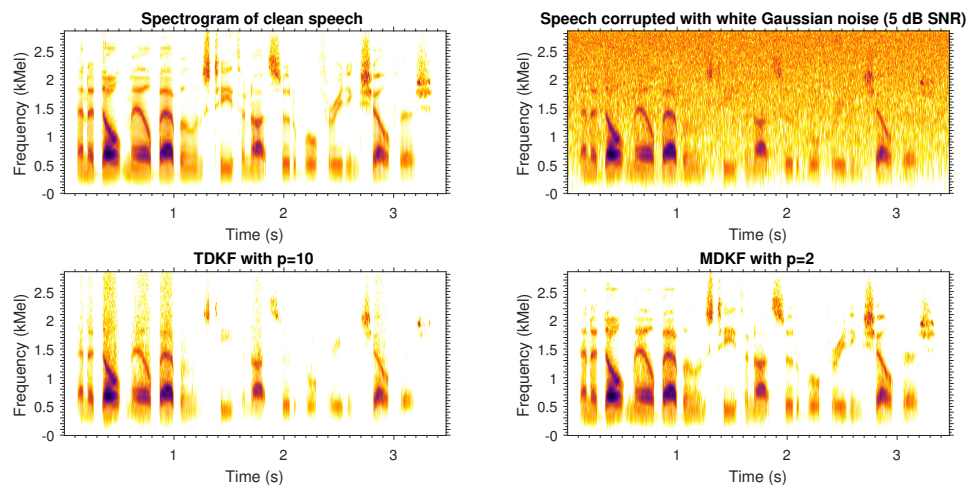 Spectrogram of clean speech
Frequency (kMel)
2.5
2
1.5
1
0.5
-0
1 2 3
Time (s)
Speech corrupted with white Gaussian noise (5 dB SNR)
Frequency (kMel)
2.5
2
1.5
1
0.5
-0
1 2 3
Time (s)
TDKF with p=10
Frequency (kMel)
2.5
2
1.5
1
0.5
-0
1 2 3
Time (s)
MDKF with p=2
Frequency (kMel)
2.5
2
1.5
1
0.5
-0
1 2 3
Time (s)